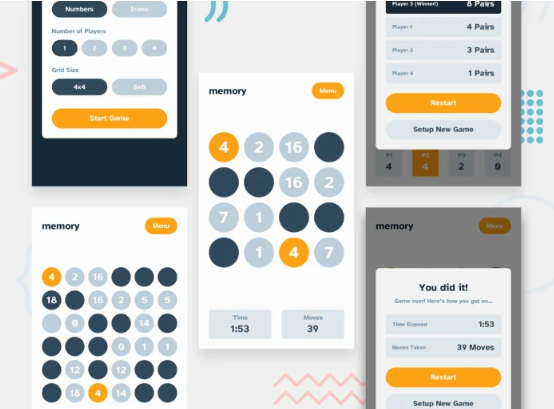 Numbers Icons
Number of Players
1 2 3 4
Grid Size
4x4 6x6
Start Game
memory Menu
4 2 16
18 16 2 5 5
0 14
0 1 1
12 12
18 4 14
memory Menu
4 2 16
16 2
7 1
1 4 7
Time Moves
1:53 39
Player 3 (Winner!) 8 Pairs
Player 1 4 Pairs
Player 2 3 Pairs
Player 4 1 Pairs
Restart
Setup New Game
P1 P2 P3 P4
4 4 2 0
memory Menu
You did it!
Game over! Here's how you got on...
Time Elapsed 1:53
Moves Taken 39 Moves
Restart
Setup New Game